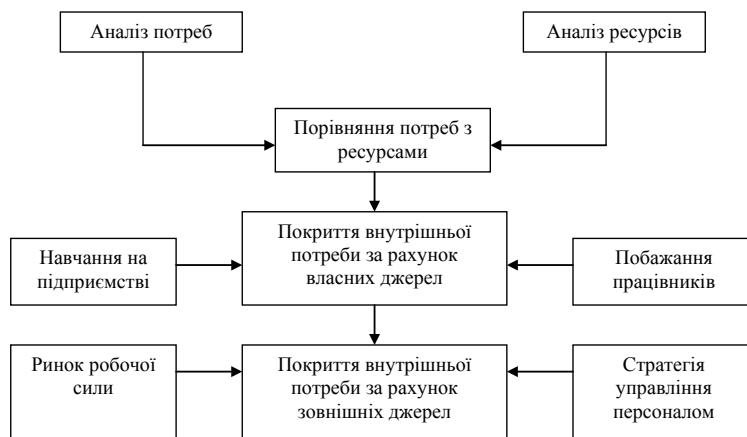 Аналіз потреб
Аналіз ресурсів
Порівняння потреб з
ресурсами
Навчання на
підприємстві
Покриття внутрішньої
потреби за рахунок
власних джерел
Побажання
працівників
Ринок робочої
сили
Покриття внутрішньої
потреби за рахунок
зовнішніх джерел
Стратегія
управління
персоналом